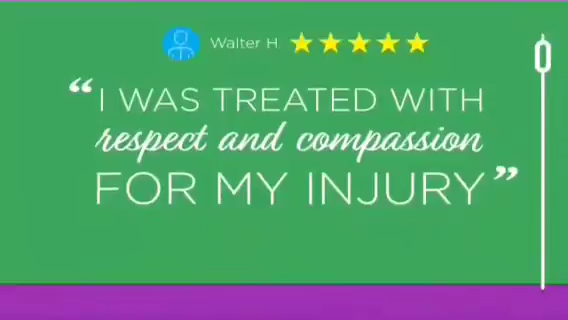 Walter H.
“I WAS TREATED WITH
respect and compassion
FOR MY INJURY”